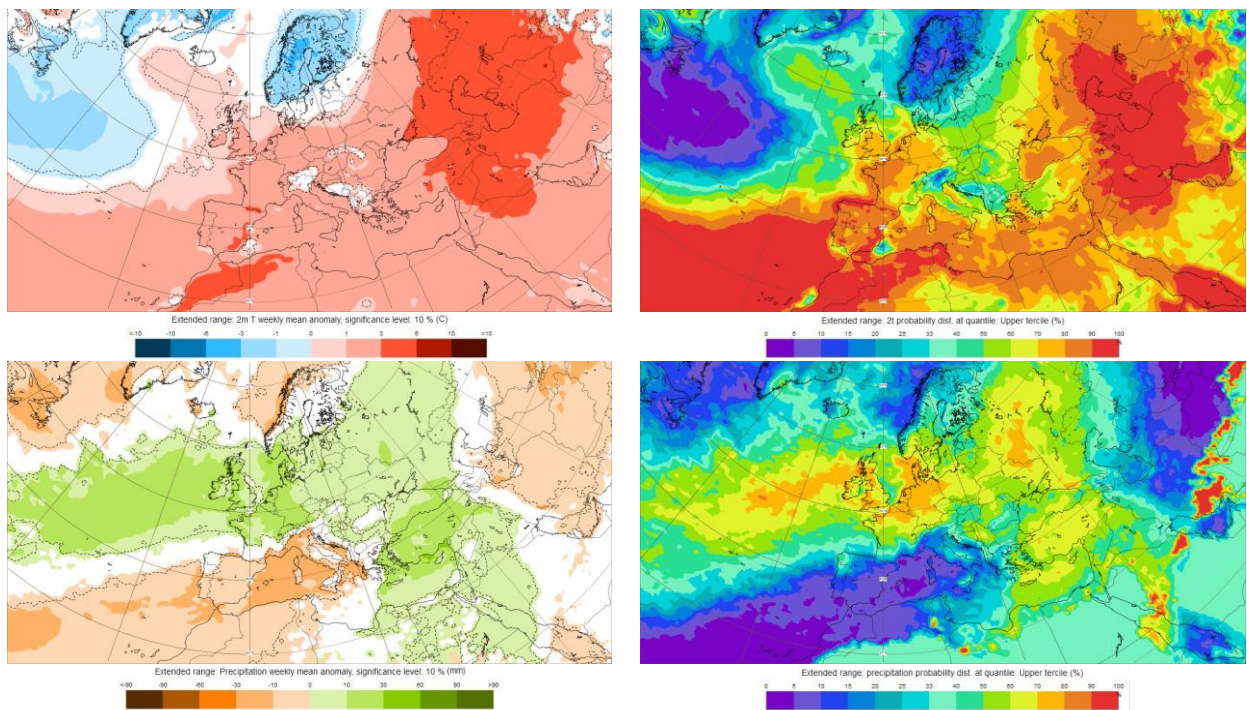 Extended range: 2m T weekly mean anomaly, significance level: 10 % (C)
<-10 -10 -6 -3 -1 0 1 3 6 10 >10
Extended range: 2t probability dist. at quantile: Upper tercile (%)
0 5 10 15 20 25 33 40 50 60 70 80 90 100
%
Extended range: Precipitation weekly mean anomaly, significance level: 10 % (mm)
<-90 -90 -60 -30 -10 0 10 30 60 90 >90
Extended range: precipitation probability dist. at quantile: Upper tercile (%)
0 5 10 15 20 25 33 40 50 60 70 80 90 100
%